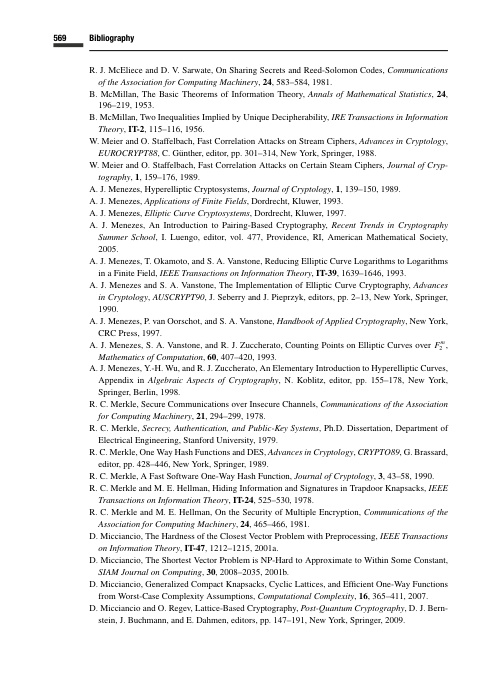 569 Bibliography
R. J. McEliece and D. V. Sarwate, On Sharing Secrets and Reed-Solomon Codes, Communications
of the Association for Computing Machinery, 24, 583–584, 1981.
B. McMillan, The Basic Theorems of Information Theory, Annals of Mathematical Statistics, 24,
196–219, 1953.
B. McMillan, Two Inequalities Implied by Unique Decipherability, IRE Transactions in Information
Theory, IT-2, 115–116, 1956.
W. Meier and O. Staffelbach, Fast Correlation Attacks on Stream Ciphers, Advances in Cryptology,
EUROCRYPT88, C. Günther, editor, pp. 301–314, New York, Springer, 1988.
W. Meier and O. Staffelbach, Fast Correlation Attacks on Certain Stream Ciphers, Journal of Cryp-
tography, 1, 159–176, 1989.
A. J. Menezes, Hyperelliptic Cryptosystems, Journal of Cryptology, 1, 139–150, 1989.
A. J. Menezes, Applications of Finite Fields, Dordrecht, Kluwer, 1993.
A. J. Menezes, Elliptic Curve Cryptosystems, Dordrecht, Kluwer, 1997.
A. J. Menezes, An Introduction to Pairing-Based Cryptography, Recent Trends in Cryptography
Summer School, I. Luengo, editor, vol. 477, Providence, RI, American Mathematical Society,
2005.
A. J. Menezes, T. Okamoto, and S. A. Vanstone, Reducing Elliptic Curve Logarithms to Logarithms
in a Finite Field, IEEE Transactions on Information Theory, IT-39, 1639–1646, 1993.
A. J. Menezes and S. A. Vanstone, The Implementation of Elliptic Curve Cryptography, Advances
in Cryptology, AUSCRYPT90, J. Seberry and J. Pieprzyk, editors, pp. 2–13, New York, Springer,
1990.
A. J. Menezes, P. van Oorschot, and S. A. Vanstone, Handbook of Applied Cryptography, New York,
CRC Press, 1997.
A. J. Menezes, S. A. Vanstone, and R. J. Zuccherato, Counting Points on Elliptic Curves over F₂ᵐ,
Mathematics of Computation, 60, 407–420, 1993.
A. J. Menezes, Y.-H. Wu, and R. J. Zuccherato, An Elementary Introduction to Hyperelliptic Curves,
Appendix in Algebraic Aspects of Cryptography, N. Koblitz, editor, pp. 155–178, New York,
Springer, Berlin, 1998.
R. C. Merkle, Secure Communications over Insecure Channels, Communications of the Association
for Computing Machinery, 21, 294–299, 1978.
R. C. Merkle, Secrecy, Authentication, and Public-Key Systems, Ph.D. Dissertation, Department of
Electrical Engineering, Stanford University, 1979.
R. C. Merkle, One Way Hash Functions and DES, Advances in Cryptology, CRYPTO89, G. Brassard,
editor, pp. 428–446, New York, Springer, 1989.
R. C. Merkle, A Fast Software One-Way Hash Function, Journal of Cryptology, 3, 43–58, 1990.
R. C. Merkle and M. E. Hellman, Hiding Information and Signatures in Trapdoor Knapsacks, IEEE
Transactions on Information Theory, IT-24, 525–530, 1978.
R. C. Merkle and M. E. Hellman, On the Security of Multiple Encryption, Communications of the
Association for Computing Machinery, 24, 465–466, 1981.
D. Micciancio, The Hardness of the Closest Vector Problem with Preprocessing, IEEE Transactions
on Information Theory, IT-47, 1212–1215, 2001a.
D. Micciancio, The Shortest Vector Problem is NP-Hard to Approximate to Within Some Constant,
SIAM Journal on Computing, 30, 2008–2035, 2001b.
D. Micciancio, Generalized Compact Knapsacks, Cyclic Lattices, and Efficient One-Way Functions
from Worst-Case Complexity Assumptions, Computational Complexity, 16, 365–411, 2007.
D. Micciancio and O. Regev, Lattice-Based Cryptography, Post-Quantum Cryptography, D. J. Bern-
stein, J. Buchmann, and E. Dahmen, editors, pp. 147–191, New York, Springer, 2009.